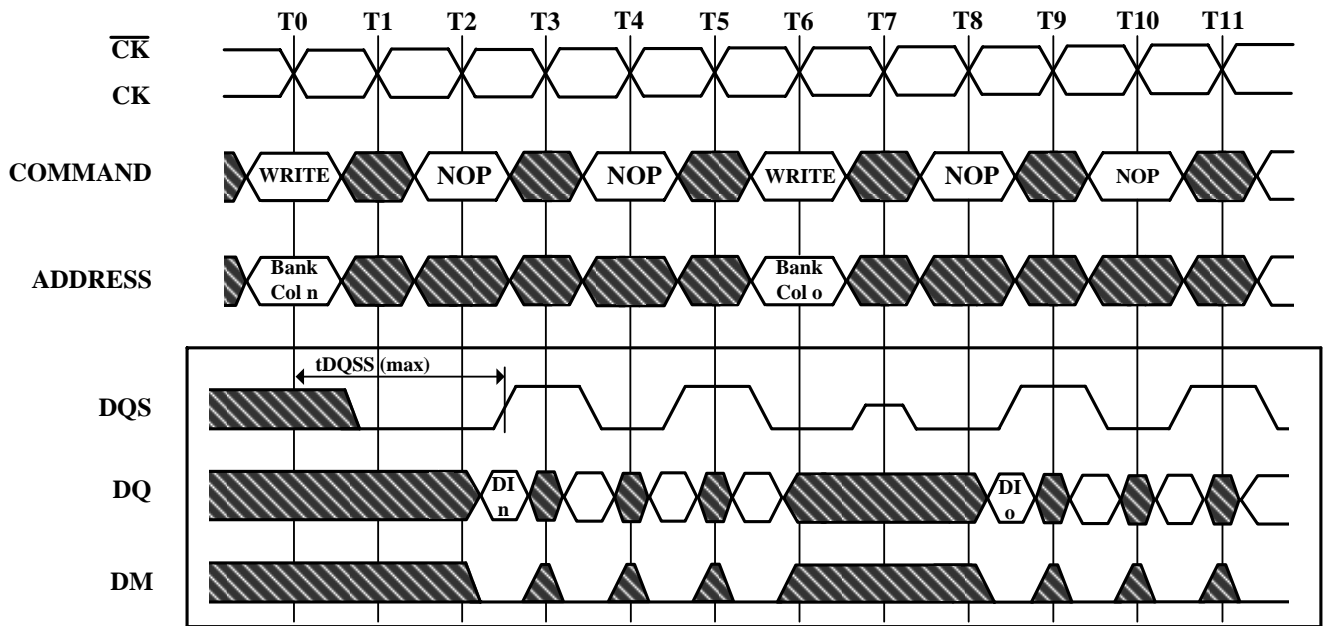 T0 T1 T2 T3 T4 T5 T6 T7 T8 T9 T10 T11
CK
CK
COMMAND WRITE NOP NOP WRITE NOP NOP
ADDRESS Bank Col n Bank Col o
tDQSS (max)
DQS
DQ DI n DI o
DM